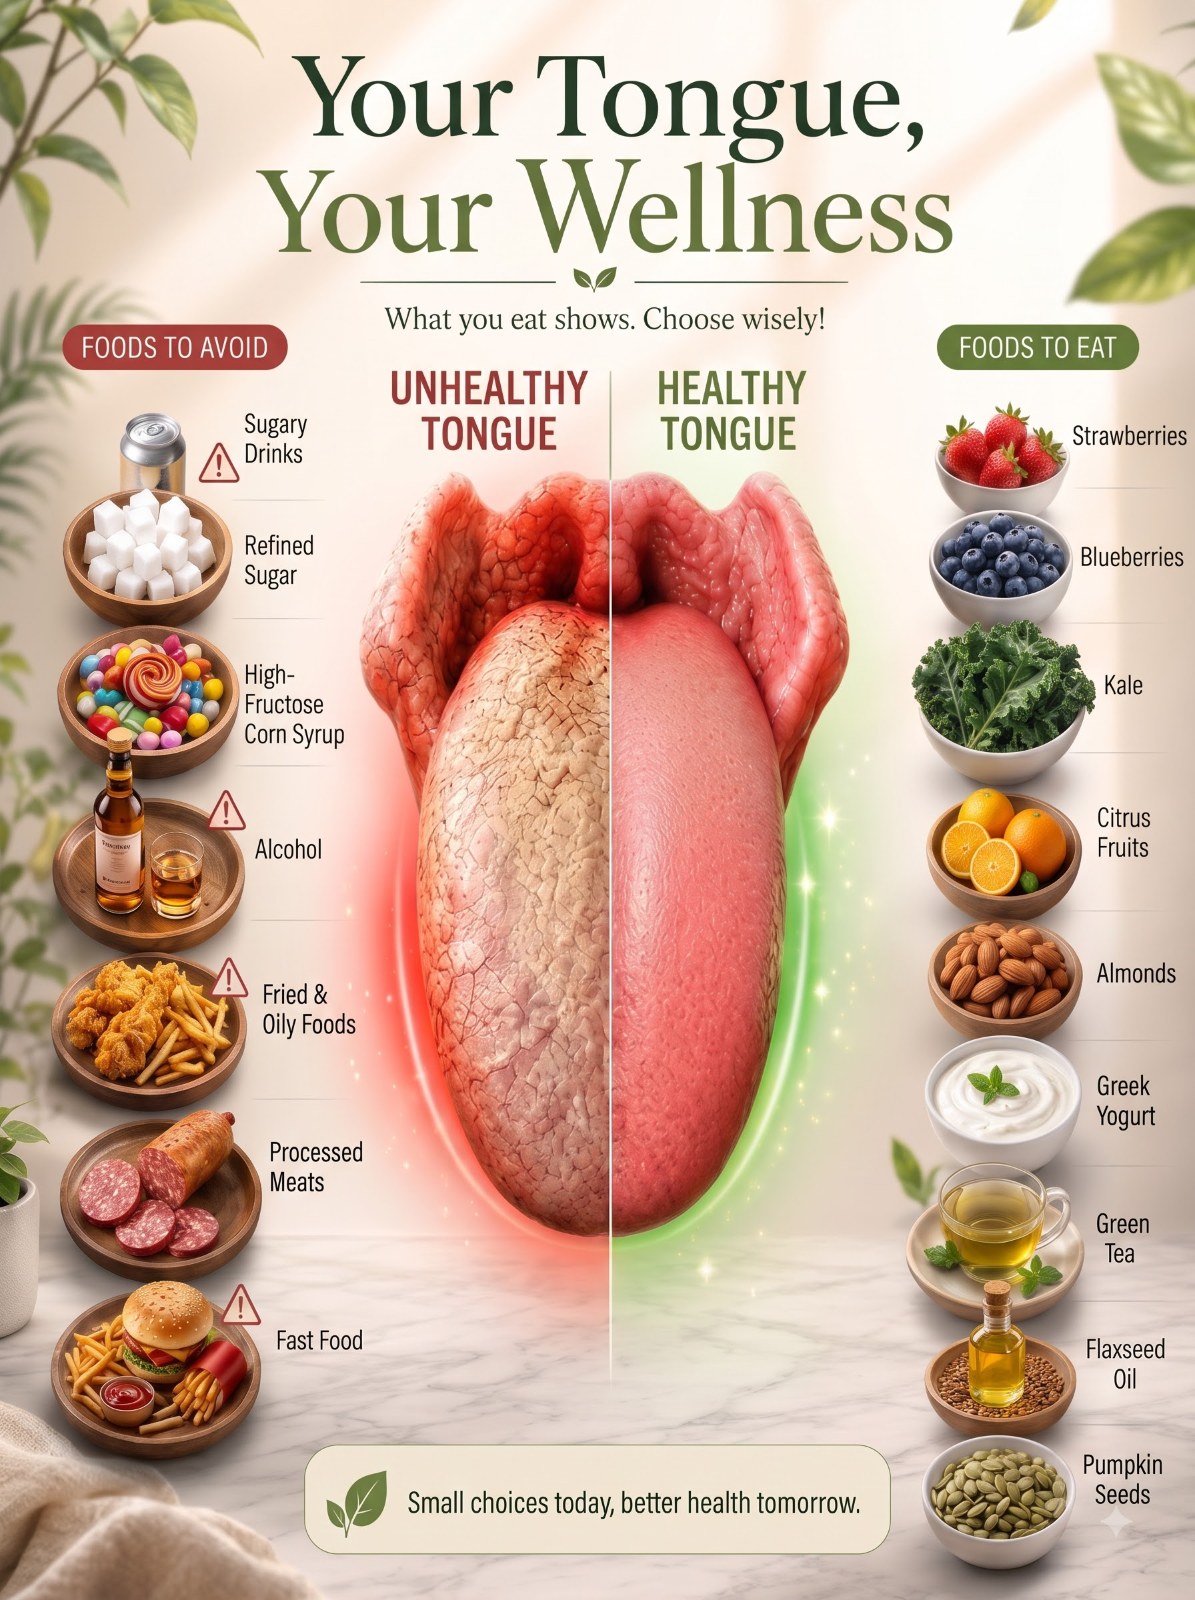 Your Tongue,
Your Wellness
What you eat shows. Choose wisely!
FOODS TO AVOID
Sugary
Drinks
Refined
Sugar
High-
Fructose
Corn Syrup
Alcohol
Fried &
Oily Foods
Processed
Meats
Fast Food
UNHEALTHY
TONGUE
HEALTHY
TONGUE
FOODS TO EAT
Strawberries
Blueberries
Kale
Citrus
Fruits
Almonds
Greek
Yogurt
Green
Tea
Flaxseed
Oil
Pumpkin
Seeds
Small choices today, better health tomorrow.